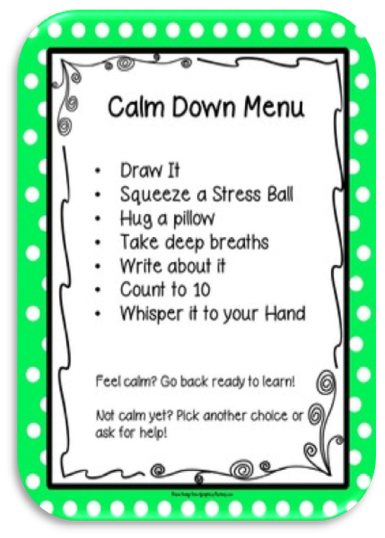 Calm Down Menu
• Draw It
• Squeeze a Stress Ball
• Hug a pillow
• Take deep breaths
• Write about it
• Count to 10
• Whisper it to your Hand
Feel calm? Go back ready to learn!
Not calm yet? Pick another choice or
ask for help!